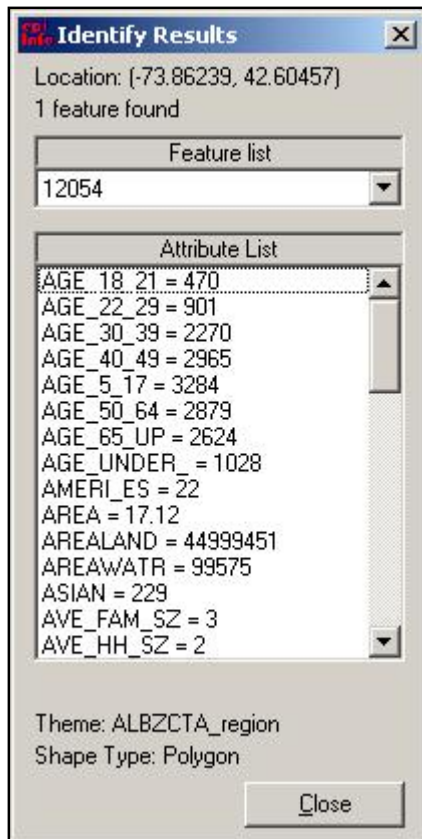 Epi Info Identify Results
Location: (-73.86239, 42.60457)
1 feature found
Feature list
12054
Attribute List
AGE_18_21 = 470
AGE_22_29 = 901
AGE_30_39 = 2270
AGE_40_49 = 2965
AGE_5_17 = 3284
AGE_50_64 = 2879
AGE_65_UP = 2624
AGE_UNDER_ = 1028
AMERI_ES = 22
AREA = 17.12
AREALAND = 44999451
AREAWATR = 99575
ASIAN = 229
AVE_FAM_SZ = 3
AVE_HH_SZ = 2
Theme: ALBZCTA_region
Shape Type: Polygon
Close